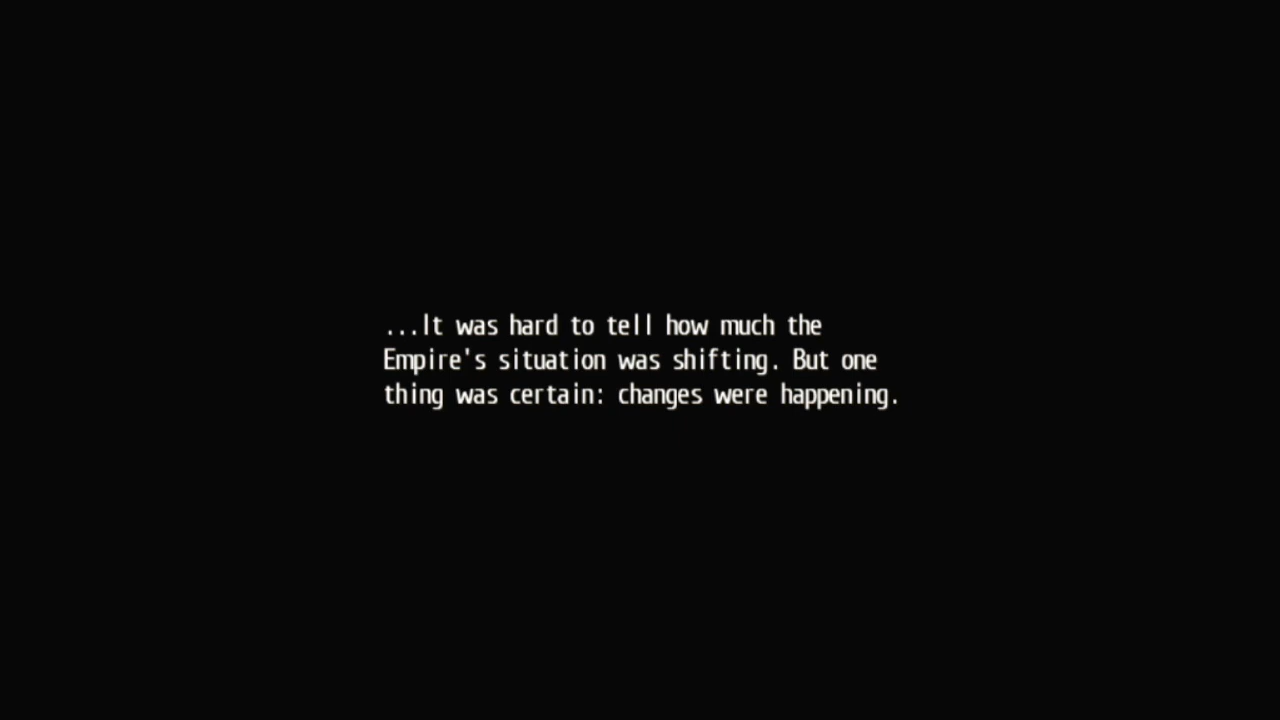 ...It was hard to tell how much the
Empire's situation was shifting. But one
thing was certain: changes were happening.